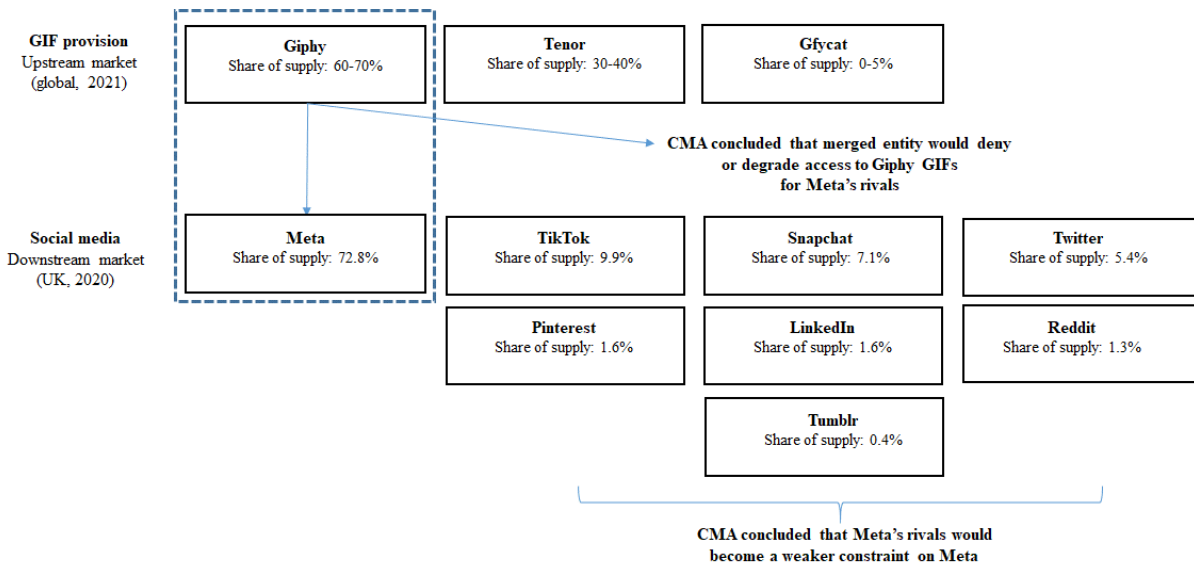 GIF provision
Upstream market
(global, 2021)
Giphy
Share of supply: 60-70%
Tenor
Share of supply: 30-40%
Gfycat
Share of supply: 0-5%
CMA concluded that merged entity would deny
or degrade access to Giphy GIFs
for Meta's rivals
Social media
Downstream market
(UK, 2020)
Meta
Share of supply: 72.8%
TikTok
Share of supply: 9.9%
Snapchat
Share of supply: 7.1%
Twitter
Share of supply: 5.4%
Pinterest
Share of supply: 1.6%
LinkedIn
Share of supply: 1.6%
Reddit
Share of supply: 1.3%
Tumblr
Share of supply: 0.4%
CMA concluded that Meta's rivals would
become a weaker constraint on Meta